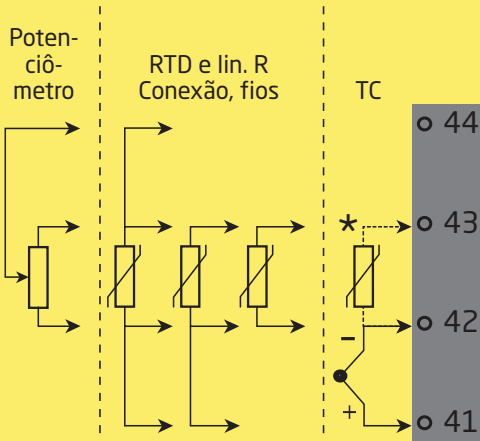 Poten-
ciô-
metro
RTD e lin. R
Conexão, fios
TC
44
*
43
42
–
+
41